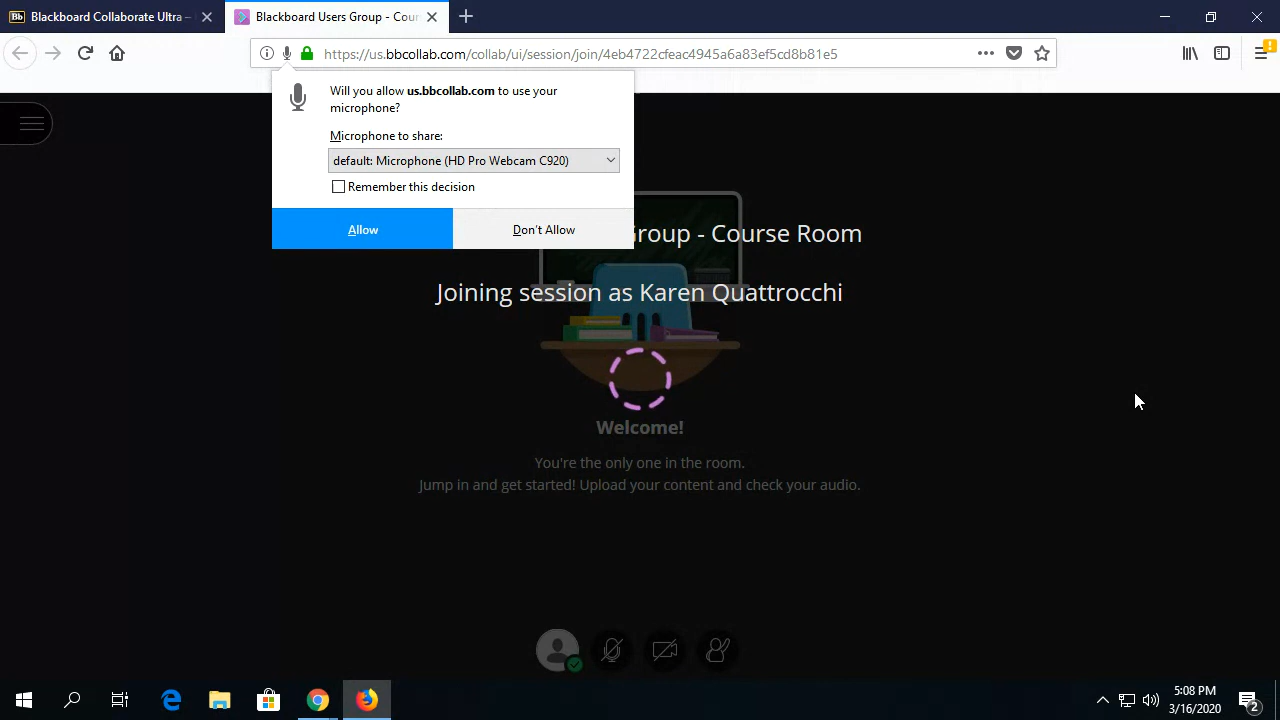 Bb Blackboard Collaborate Ultra –
Blackboard Users Group - Cour
https://us.bbcollab.com/collab/ui/session/join/4eb4722cfeac4945a6a83ef5cd8b81e5
Will you allow us.bbcollab.com to use your
microphone?
Microphone to share:
default: Microphone (HD Pro Webcam C920)
Remember this decision
Allow
Don't Allow
Group - Course Room
Joining session as Karen Quattrocchi
Welcome!
You're the only one in the room.
Jump in and get started! Upload your content and check your audio.
5:08 PM
3/16/2020
2